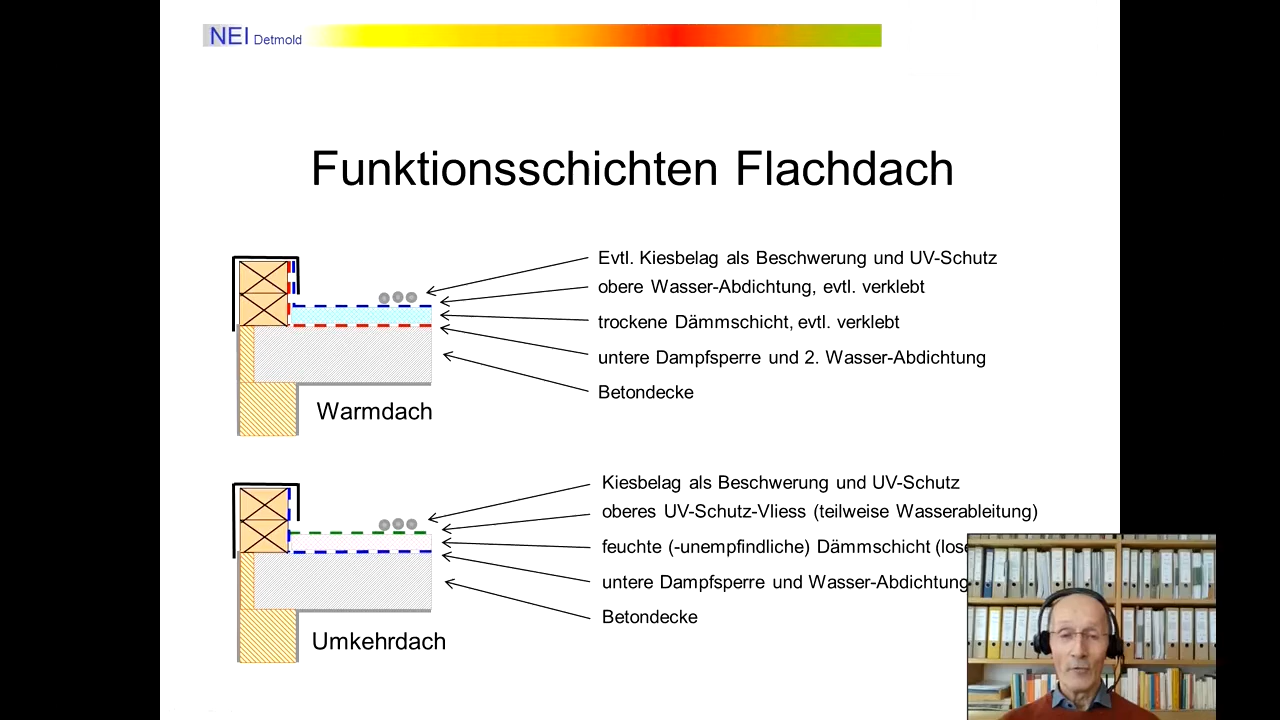 NEI Detmold
Funktionsschichten Flachdach
Evtl. Kiesbelag als Beschwerung und UV-Schutz
obere Wasser-Abdichtung, evtl. verklebt
trockene Dämmschicht, evtl. verklebt
untere Dampfsperre und 2. Wasser-Abdichtung
Betondecke
Warmdach
Kiesbelag als Beschwerung und UV-Schutz
oberes UV-Schutz-Vliess (teilweise Wasserableitung)
feuchte (-unempfindliche) Dämmschicht
untere Dampfsperre und Wasser-Abdichtung
Betondecke
Umkehrdach